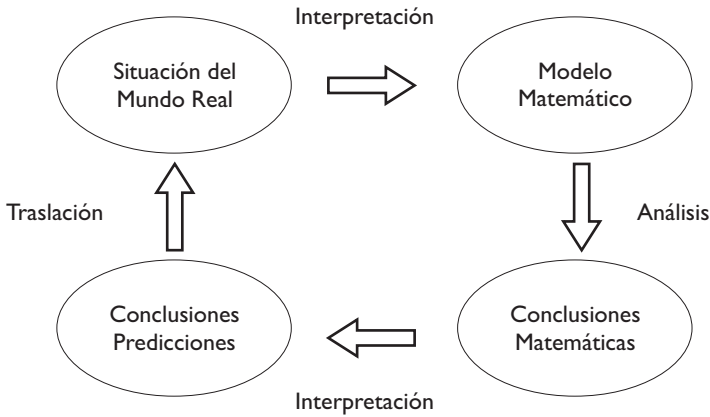 Interpretación
Situación del
Mundo Real
Modelo
Matemático
Traslación
Análisis
Conclusiones
Predicciones
Conclusiones
Matemáticas
Interpretación